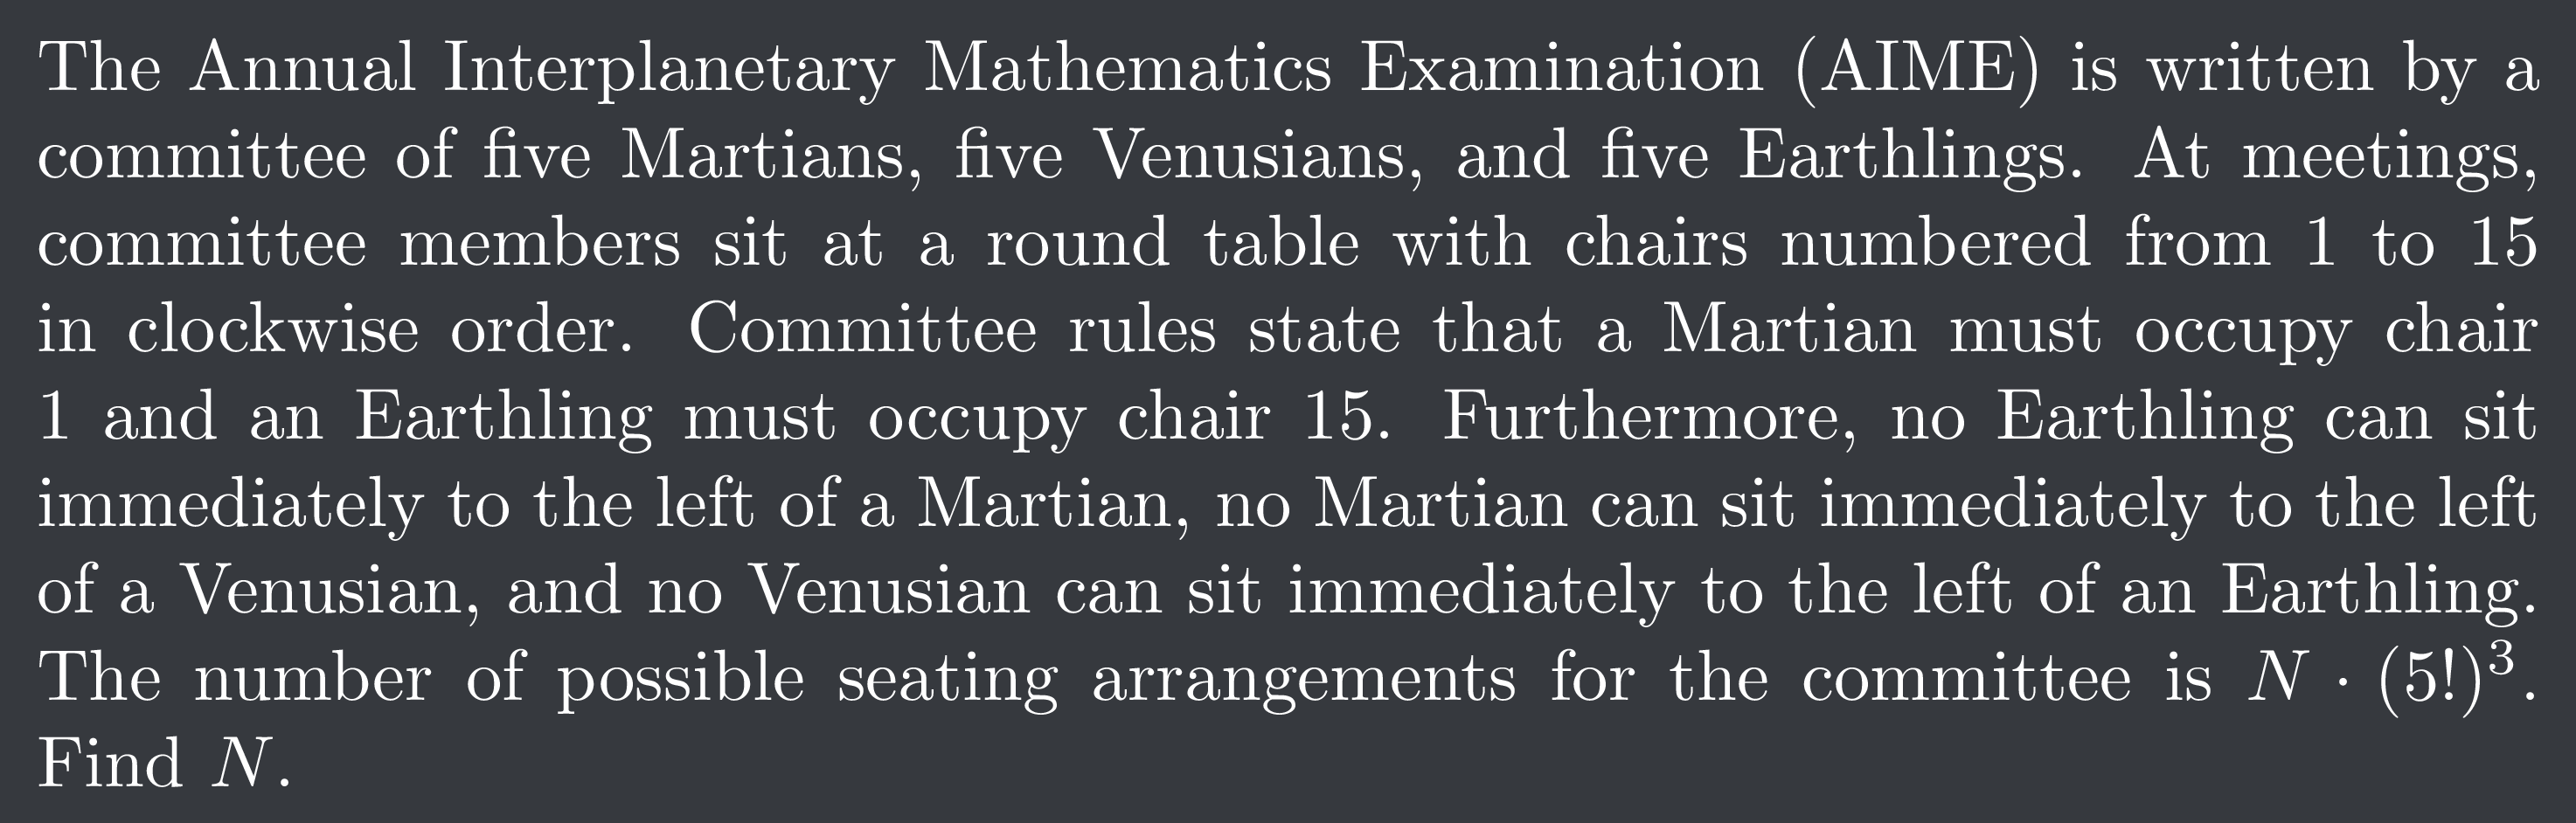 The Annual Interplanetary Mathematics Examination (AIME) is written by a
committee of five Martians, five Venusians, and five Earthlings. At meetings,
committee members sit at a round table with chairs numbered from 1 to 15
in clockwise order. Committee rules state that a Martian must occupy chair
1 and an Earthling must occupy chair 15. Furthermore, no Earthling can sit
immediately to the left of a Martian, no Martian can sit immediately to the left
of a Venusian, and no Venusian can sit immediately to the left of an Earthling.
The number of possible seating arrangements for the committee is $N \cdot (5!)^3$.
Find $N$.